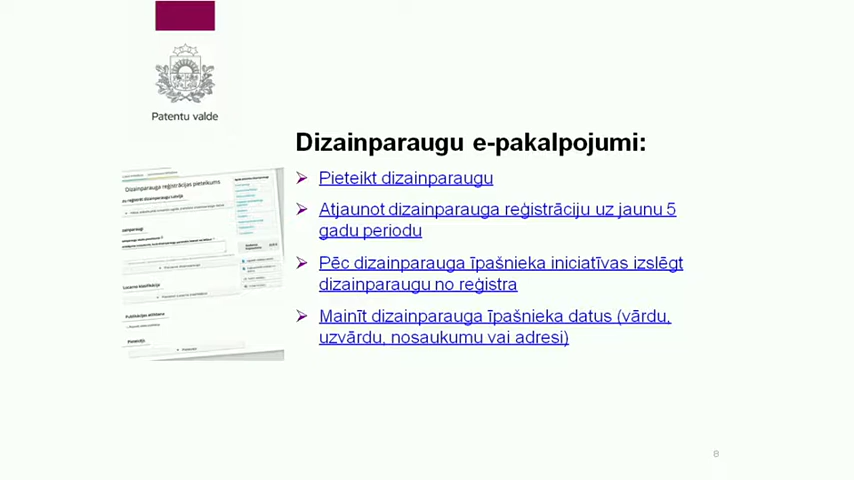 Patentu valde
Dizainparaugu e-pakalpojumi:
Pieteikt dizainparaugu
Atjaunot dizainparauga reģistrāciju uz jaunu 5
gadu periodu
Pēc dizainparauga īpašnieka iniciatīvas izslēgt
dizainparaugu no reģistra
Mainīt dizainparauga īpašnieka datus (vārdu,
uzvārdu, nosaukumu vai adresi)
Dizainparauga reģistrācijas pieteikums
8